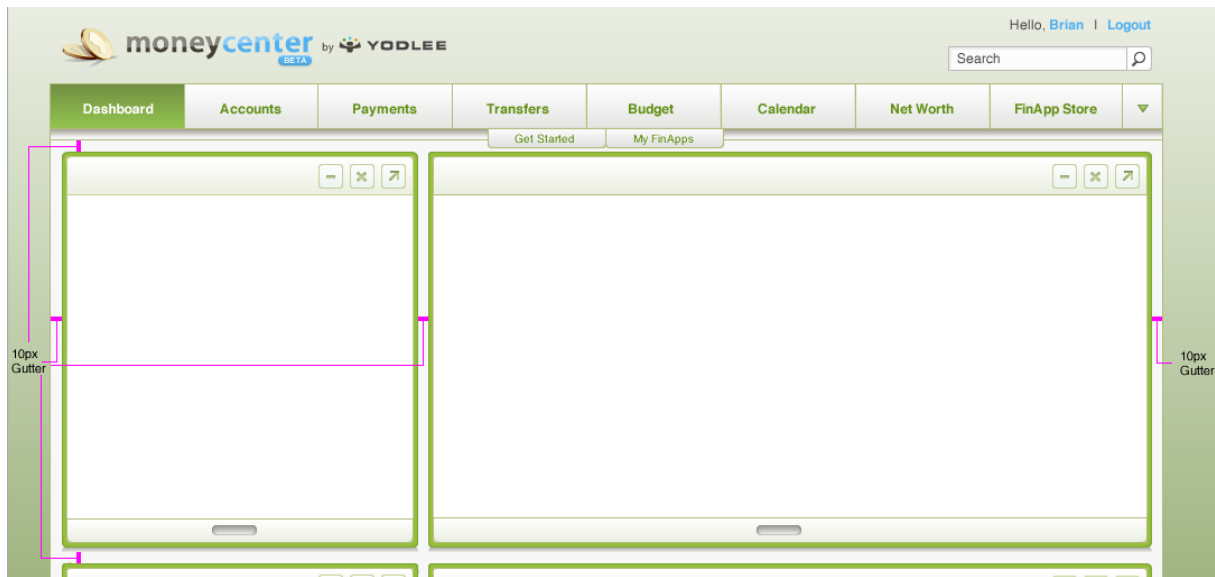 Hello, Brian | Logout
moneycenter by YODLEE
BETA
Search
Dashboard Accounts Payments Transfers Budget Calendar Net Worth FinApp Store
Get Started My FinApps
10px
Gutter
10px
Gutter